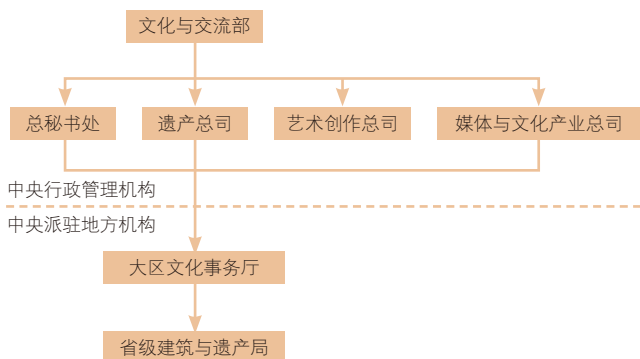 文化与交流部
总秘书处
遗产总司
艺术创作总司
媒体与文化产业总司
中央行政管理机构
中央派驻地方机构
大区文化事务厅
省级建筑与遗产局